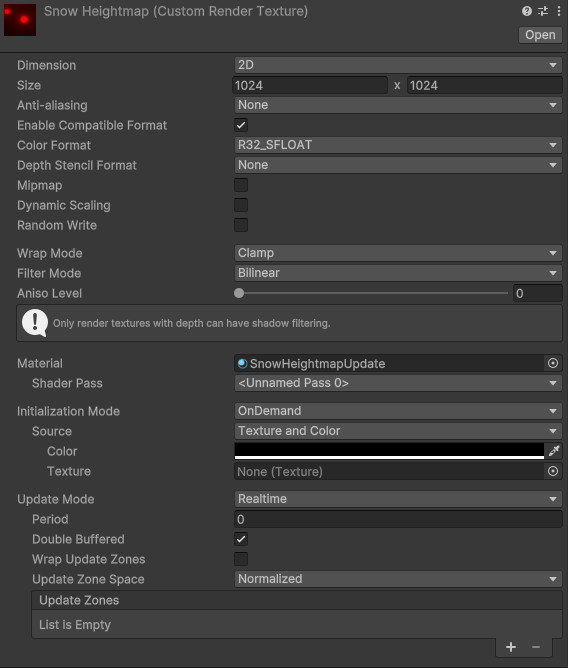 Snow Heightmap (Custom Render Texture)
Open
Dimension 2D
Size 1024 x 1024
Anti-aliasing None
Enable Compatible Format
Color Format R32_SFLOAT
Depth Stencil Format None
Mipmap
Dynamic Scaling
Random Write
Wrap Mode Clamp
Filter Mode Bilinear
Aniso Level 0
Only render textures with depth can have shadow filtering.
Material SnowHeightmapUpdate
Shader Pass <Unnamed Pass 0>
Initialization Mode OnDemand
Source Texture and Color
Color
Texture None (Texture)
Update Mode Realtime
Period 0
Double Buffered
Wrap Update Zones
Update Zone Space Normalized
Update Zones
List is Empty